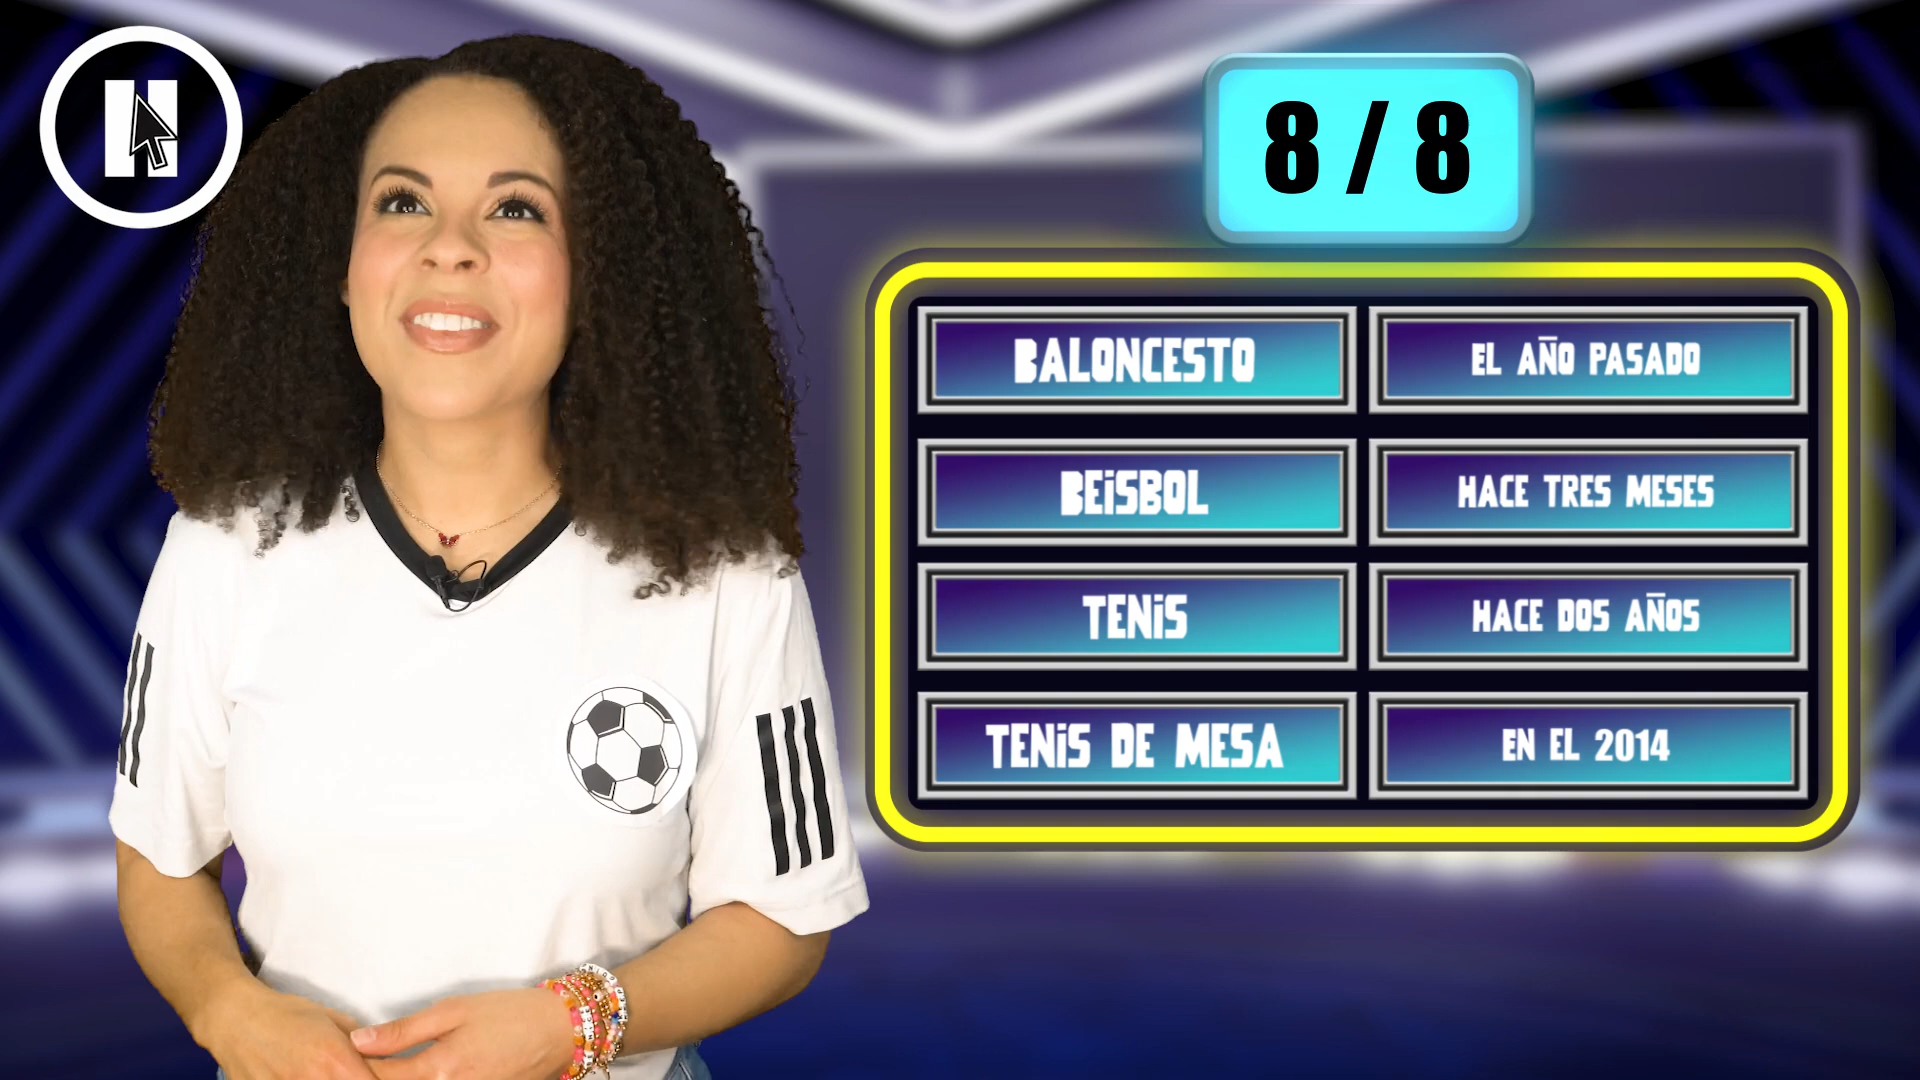 H
8 / 8
BALONCESTO
EL AÑO PASADO
BEISBOL
HACE TRES MESES
TENIS
HACE DOS AÑOS
TENIS DE MESA
EN EL 2014